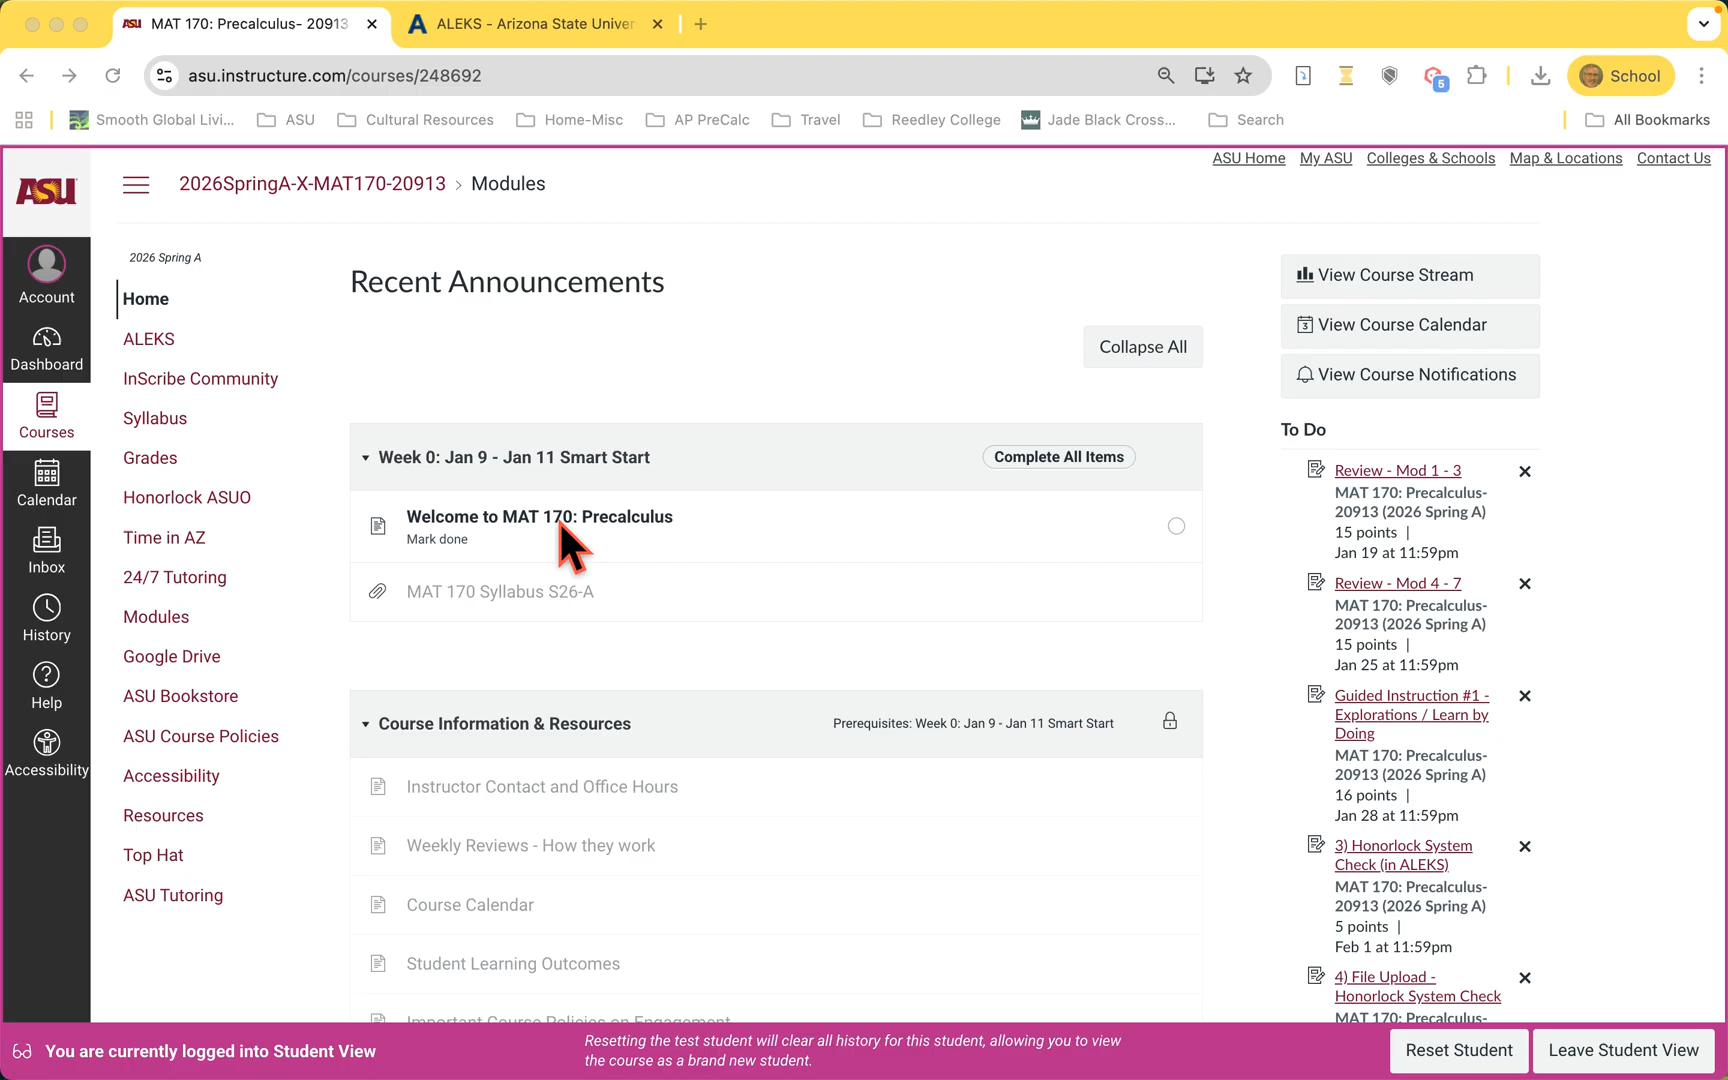 MAT 170: Precalculus- 20913
ALEKS - Arizona State Univer
asu.instructure.com/courses/248692
5
School
Smooth Global Livi...
ASU
Cultural Resources
Home-Misc
AP PreCalc
Travel
Reedley College
Jade Black Cross...
Search
All Bookmarks
ASU Home
My ASU
Colleges & Schools
Map & Locations
Contact Us
ASU
2026SpringA-X-MAT170-20913 › Modules
Account
Dashboard
Courses
Calendar
Inbox
History
Help
Accessibility
2026 Spring A
Home
ALEKS
InScribe Community
Syllabus
Grades
Honorlock ASUO
Time in AZ
24/7 Tutoring
Modules
Google Drive
ASU Bookstore
ASU Course Policies
Accessibility
Resources
Top Hat
ASU Tutoring
Recent Announcements
Collapse All
Week 0: Jan 9 - Jan 11 Smart Start
Complete All Items
Welcome to MAT 170: Precalculus
Mark done
MAT 170 Syllabus S26-A
Course Information & Resources
Prerequisites: Week 0: Jan 9 - Jan 11 Smart Start
Instructor Contact and Office Hours
Weekly Reviews - How they work
Course Calendar
Student Learning Outcomes
Important Course Policies on Engagement
View Course Stream
3
View Course Calendar
View Course Notifications
To Do
Review - Mod 1 - 3
MAT 170: Precalculus-
20913 (2026 Spring A)
15 points |
Jan 19 at 11:59pm
Review - Mod 4 - 7
MAT 170: Precalculus-
20913 (2026 Spring A)
15 points |
Jan 25 at 11:59pm
Guided Instruction #1 -
Explorations / Learn by
Doing
MAT 170: Precalculus-
20913 (2026 Spring A)
16 points |
Jan 28 at 11:59pm
3) Honorlock System
Check (in ALEKS)
MAT 170: Precalculus-
20913 (2026 Spring A)
5 points |
Feb 1 at 11:59pm
4) File Upload -
Honorlock System Check
MAT 170: Precalculus-
You are currently logged into Student View
Resetting the test student will clear all history for this student, allowing you to view
the course as a brand new student.
Reset Student
Leave Student View